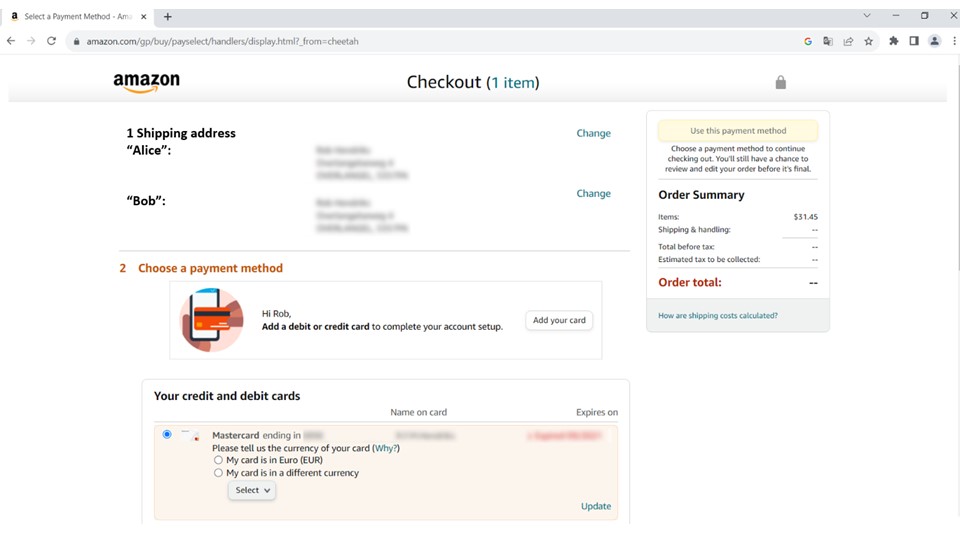 Select a Payment Method - Ama
amazon.com/gp/buy/payselect/handlers/display.html?_from=cheetah
amazon
Checkout (1 item)
1 Shipping address
“Alice”:
Change
“Bob”:
Change
2 Choose a payment method
Hi Rob,
Add a debit or credit card to complete your account setup.
Add your card
Your credit and debit cards
Name on card
Expires on
Mastercard ending in
Please tell us the currency of your card (Why?)
My card is in Euro (EUR)
My card is in a different currency
Select
Update
Use this payment method
Choose a payment method to continue
checking out. You'll still have a chance to
review and edit your order before it's final.
Order Summary
Items: $31.45
Shipping & handling: --
Total before tax: --
Estimated tax to be collected: --
Order total: --
How are shipping costs calculated?